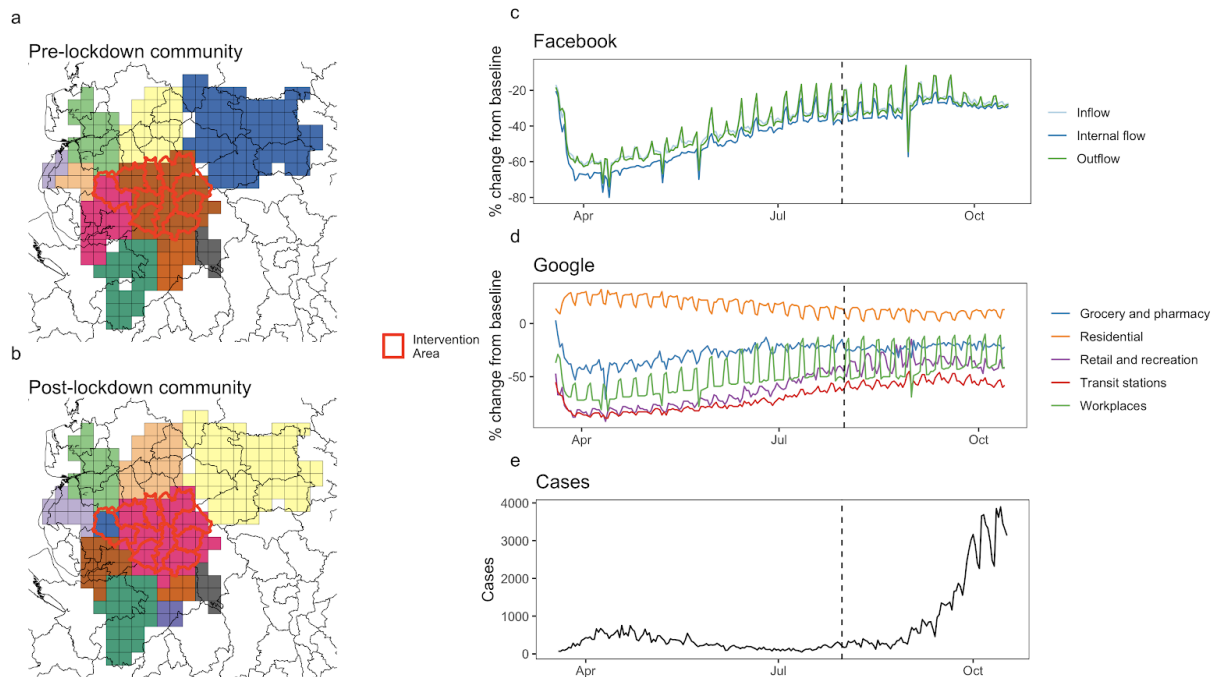 a
Pre-lockdown community
b
Post-lockdown community
Intervention
Area
c
Facebook
% change from baseline
-20
-40
-60
-80
Apr
Jul
Oct
Inflow
Internal flow
Outflow
d
Google
% change from baseline
0
-50
Apr
Jul
Oct
Grocery and pharmacy
Residential
Retail and recreation
Transit stations
Workplaces
e
Cases
Cases
4000
3000
2000
1000
0
Apr
Jul
Oct